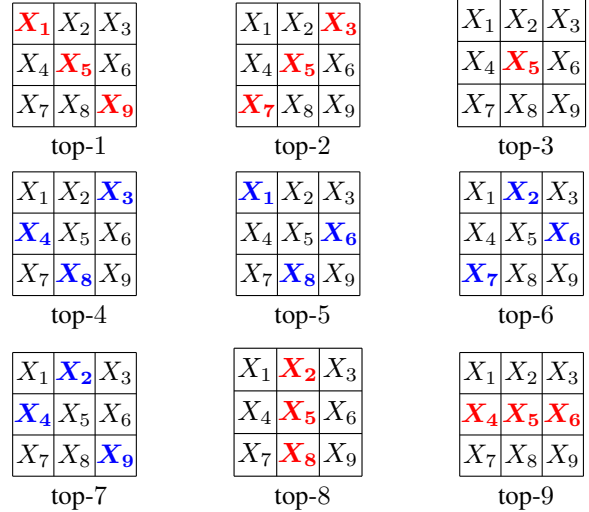 X1 X2 X3 X1 X2 X3 X1 X2 X3
X4 X5 X6 X4 X5 X6 X4 X5 X6
X7 X8 X9 X7 X8 X9 X7 X8 X9
top-1 top-2 top-3
X1 X2 X3 X1 X2 X3 X1 X2 X3
X4 X5 X6 X4 X5 X6 X4 X5 X6
X7 X8 X9 X7 X8 X9 X7 X8 X9
top-4 top-5 top-6
X1 X2 X3 X1 X2 X3 X1 X2 X3
X4 X5 X6 X4 X5 X6 X4 X5 X6
X7 X8 X9 X7 X8 X9 X7 X8 X9
top-7 top-8 top-9